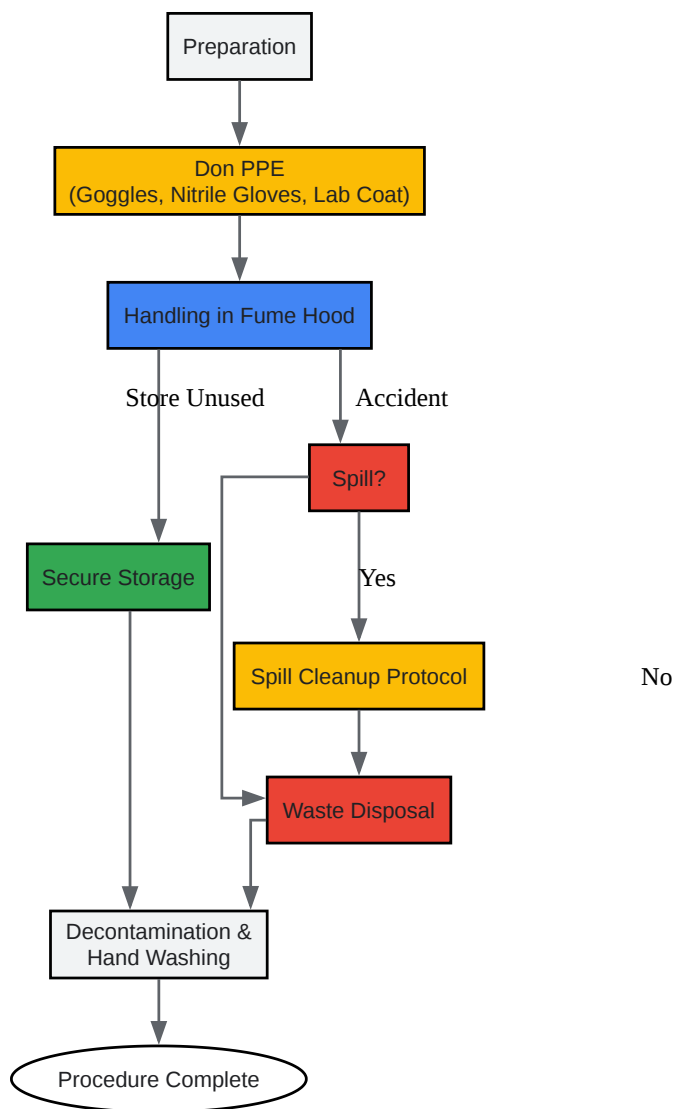 Preparation
Don PPE
(Goggles, Nitrile Gloves, Lab Coat)
Handling in Fume Hood
Store Unused
Accident
Spill?
Secure Storage
Yes
Spill Cleanup Protocol
No
Waste Disposal
Decontamination &
Hand Washing
Procedure Complete